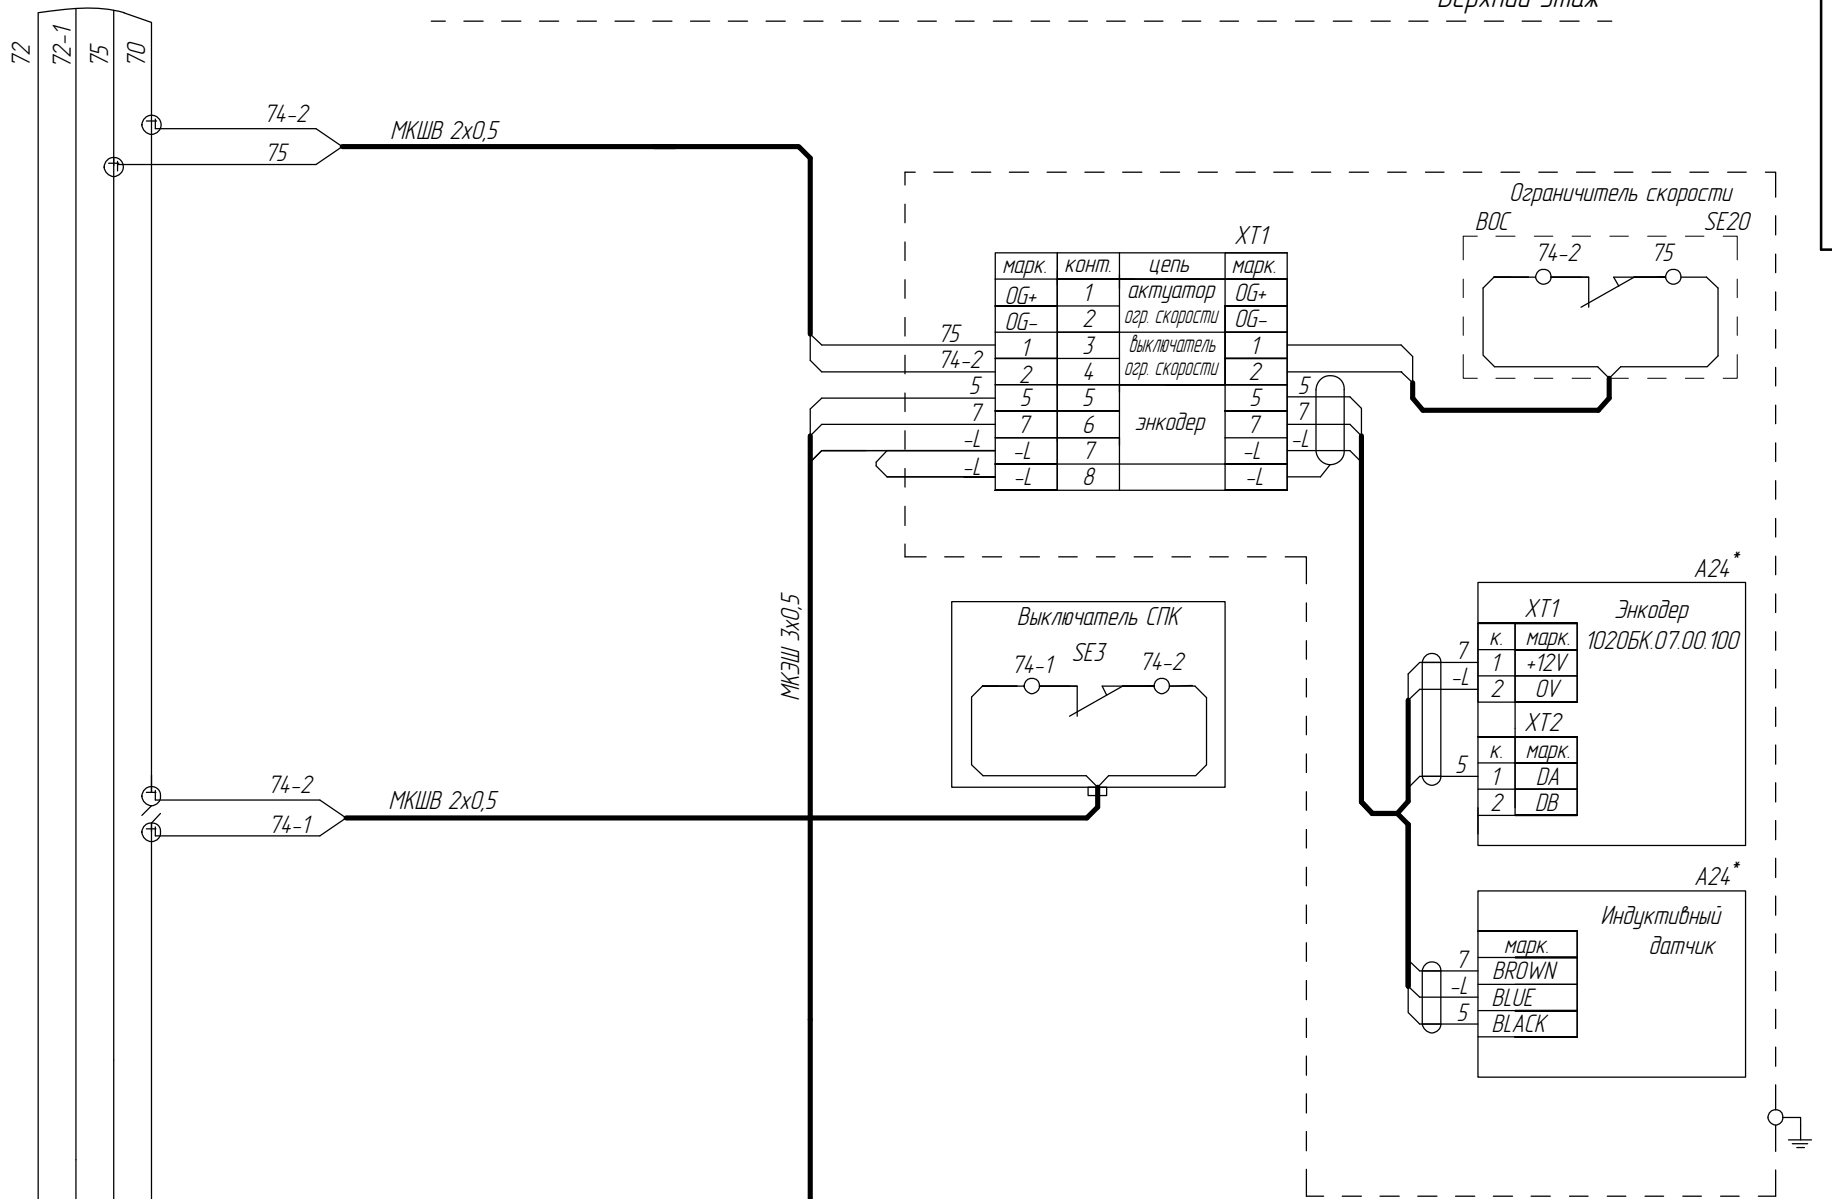 Верхний этаж
72
72-1
75
70
74-2
МКШВ 2х0,5
75
Ограничитель скорости
ВОС
SE20
74-2
75
XT1
марк. конт. цепь марк.
OG+ 1 актуатор OG+
OG- 2 огр. скорости OG-
75
1 3 выключатель 1
74-2
2 4 огр. скорости 2
5
5 5 5
5
7
7 6 энкодер 7
7
-L
-L 7 -L
-L
-L
-L 8 -L
МКЭШ 3х0,5
Выключатель СПК
SE3
74-1
74-2
74-2
МКШВ 2х0,5
74-1
A24*
XT1
Энкодер
1020БК.07.00.100
к. марк.
7
1 +12V
-L
2 0V
XT2
к. марк.
5
1 DA
2 DB
A24*
Индуктивный
датчик
марк.
7
BROWN
-L
BLUE
5
BLACK